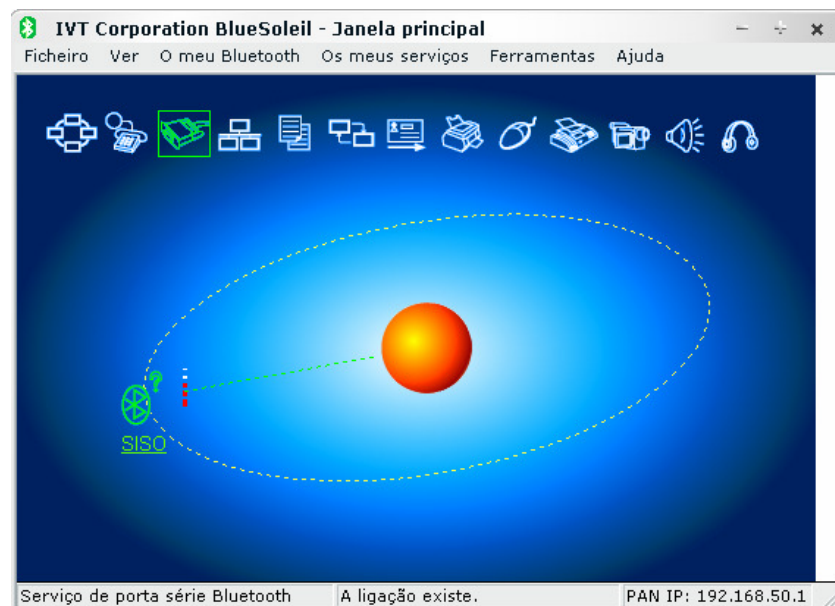 IVT Corporation BlueSoleil - Janela principal
Ficheiro Ver O meu Bluetooth Os meus serviços Ferramentas Ajuda
?
SISO
Serviço de porta série Bluetooth A ligação existe. PAN IP: 192.168.50.1